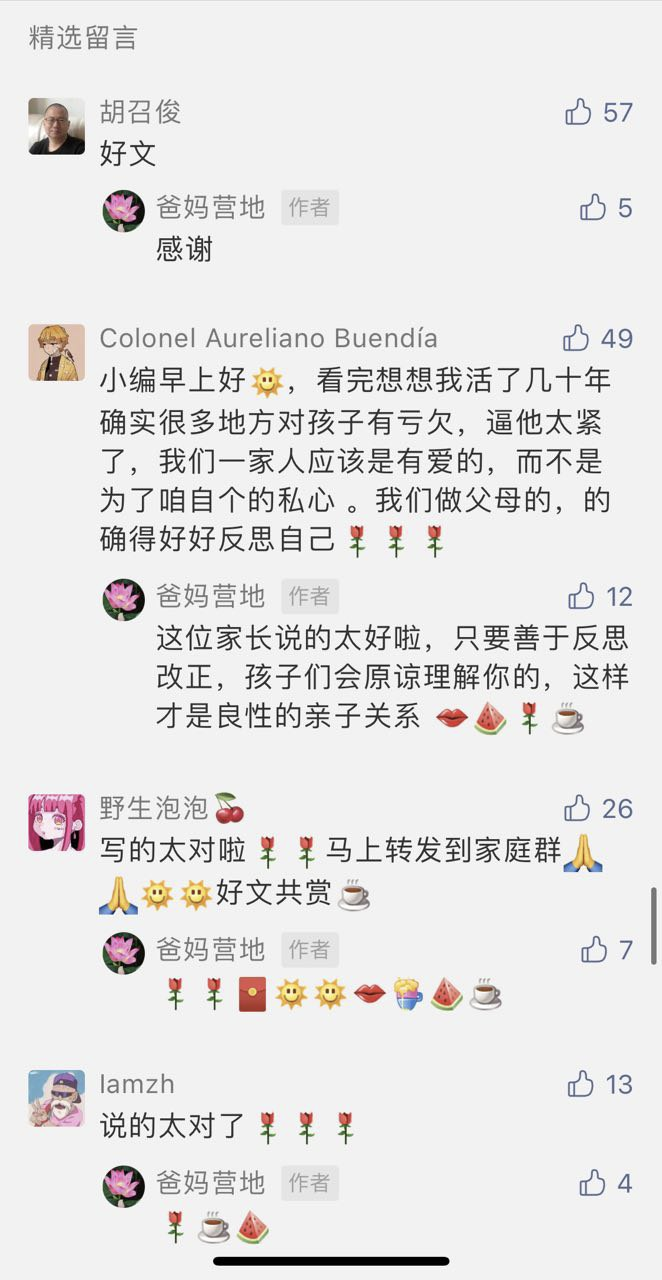 精选留言
胡召俊 57
好文
爸妈营地 作者 5
感谢
Colonel Aureliano Buendía 49
小编早上好🌞，看完想想我活了几十年
确实很多地方对孩子有亏欠，逼他太紧
了，我们一家人应该是有爱的，而不是
为了咱自个的私心 。我们做父母的，的
确得好好反思自己🌹🌹🌹
爸妈营地 作者 12
这位家长说的太好啦，只要善于反思
改正，孩子们会原谅理解你的，这样
才是良性的亲子关系 👄🍉🌹☕
野生泡泡🍒 26
写的太对啦🌹🌹马上转发到家庭群🙏
🙏🌞🌞好文共赏☕
爸妈营地 作者 7
🌹🌹🧧🌞🌞👄🍧🍉☕
lamzh 13
说的太对了🌹🌹🌹
爸妈营地 作者 4
🌹☕🍉